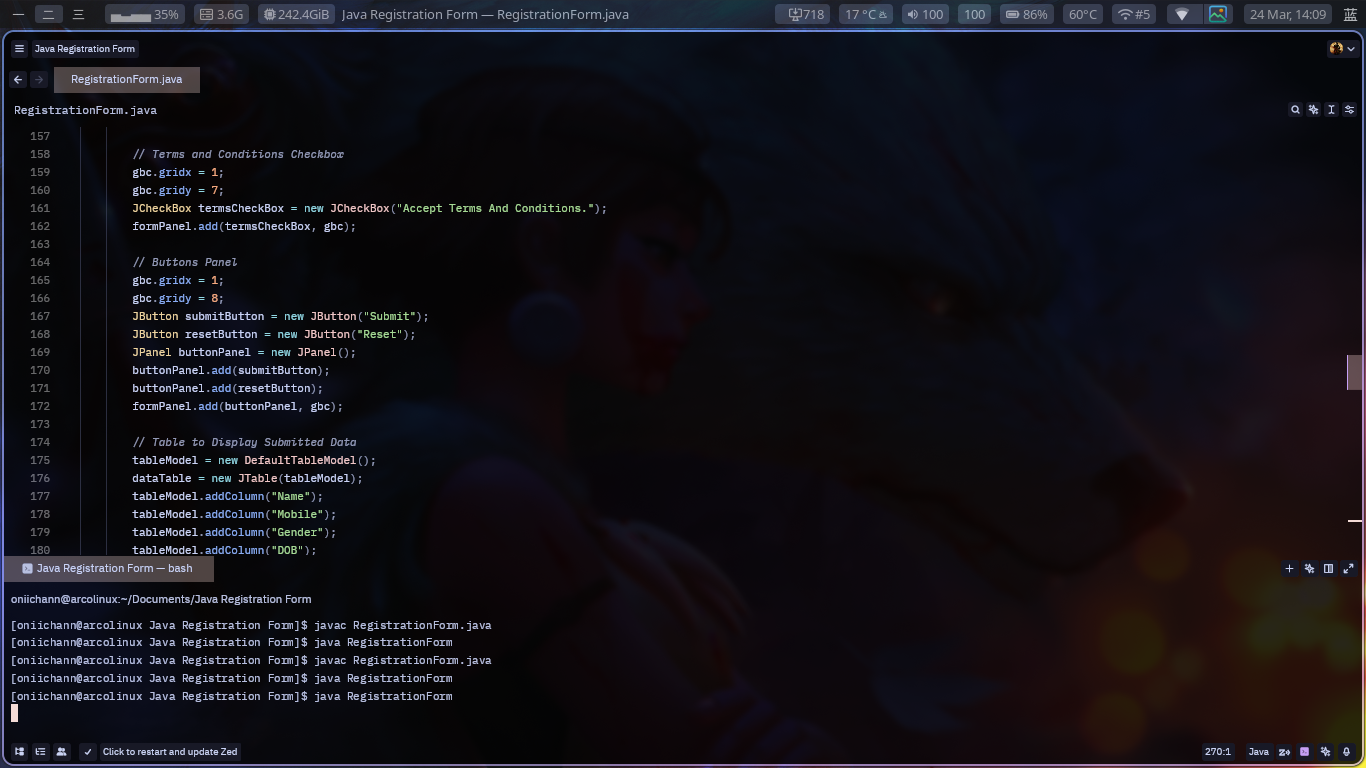 一 二 三 35% 3.6G 242.4GiB Java Registration Form — RegistrationForm.java 718 17 °C 100 100 86% 60°C #5 24 Mar, 14:09 蓝
Java Registration Form
RegistrationForm.java
RegistrationForm.java
157
158 // Terms and Conditions Checkbox
159 gbc.gridx = 1;
160 gbc.gridy = 7;
161 JCheckBox termsCheckBox = new JCheckBox("Accept Terms And Conditions.");
162 formPanel.add(termsCheckBox, gbc);
163
164 // Buttons Panel
165 gbc.gridx = 1;
166 gbc.gridy = 8;
167 JButton submitButton = new JButton("Submit");
168 JButton resetButton = new JButton("Reset");
169 JPanel buttonPanel = new JPanel();
170 buttonPanel.add(submitButton);
171 buttonPanel.add(resetButton);
172 formPanel.add(buttonPanel, gbc);
173
174 // Table to Display Submitted Data
175 tableModel = new DefaultTableModel();
176 dataTable = new JTable(tableModel);
177 tableModel.addColumn("Name");
178 tableModel.addColumn("Mobile");
179 tableModel.addColumn("Gender");
180 tableModel.addColumn("DOB");
Java Registration Form — bash
oniichann@arcolinux:~/Documents/Java Registration Form
[oniichann@arcolinux Java Registration Form]$ javac RegistrationForm.java
[oniichann@arcolinux Java Registration Form]$ java RegistrationForm
[oniichann@arcolinux Java Registration Form]$ javac RegistrationForm.java
[oniichann@arcolinux Java Registration Form]$ java RegistrationForm
[oniichann@arcolinux Java Registration Form]$ java RegistrationForm
Click to restart and update Zed 270:1 Java